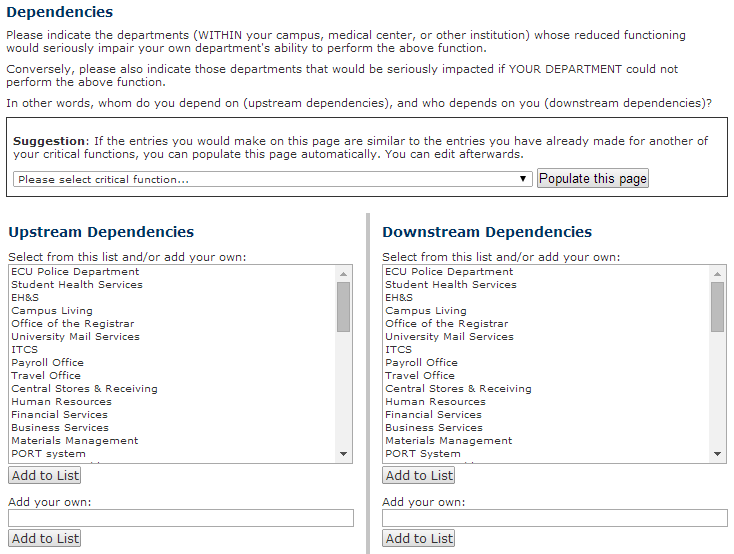 Dependencies
Please indicate the departments (WITHIN your campus, medical center, or other institution) whose reduced functioning
would seriously impair your own department's ability to perform the above function.
Conversely, please also indicate those departments that would be seriously impacted if YOUR DEPARTMENT could not
perform the above function.
In other words, whom do you depend on (upstream dependencies), and who depends on you (downstream dependencies)?
Suggestion: If the entries you would make on this page are similar to the entries you have already made for another of
your critical functions, you can populate this page automatically. You can edit afterwards.
Please select critical function... Populate this page
Upstream Dependencies
Select from this list and/or add your own:
ECU Police Department
Student Health Services
EH&S
Campus Living
Office of the Registrar
University Mail Services
ITCS
Payroll Office
Travel Office
Central Stores & Receiving
Human Resources
Financial Services
Business Services
Materials Management
PORT system
Add to List
Add your own:
Add to List
Downstream Dependencies
Select from this list and/or add your own:
ECU Police Department
Student Health Services
EH&S
Campus Living
Office of the Registrar
University Mail Services
ITCS
Payroll Office
Travel Office
Central Stores & Receiving
Human Resources
Financial Services
Business Services
Materials Management
PORT System
Add to List
Add your own:
Add to List